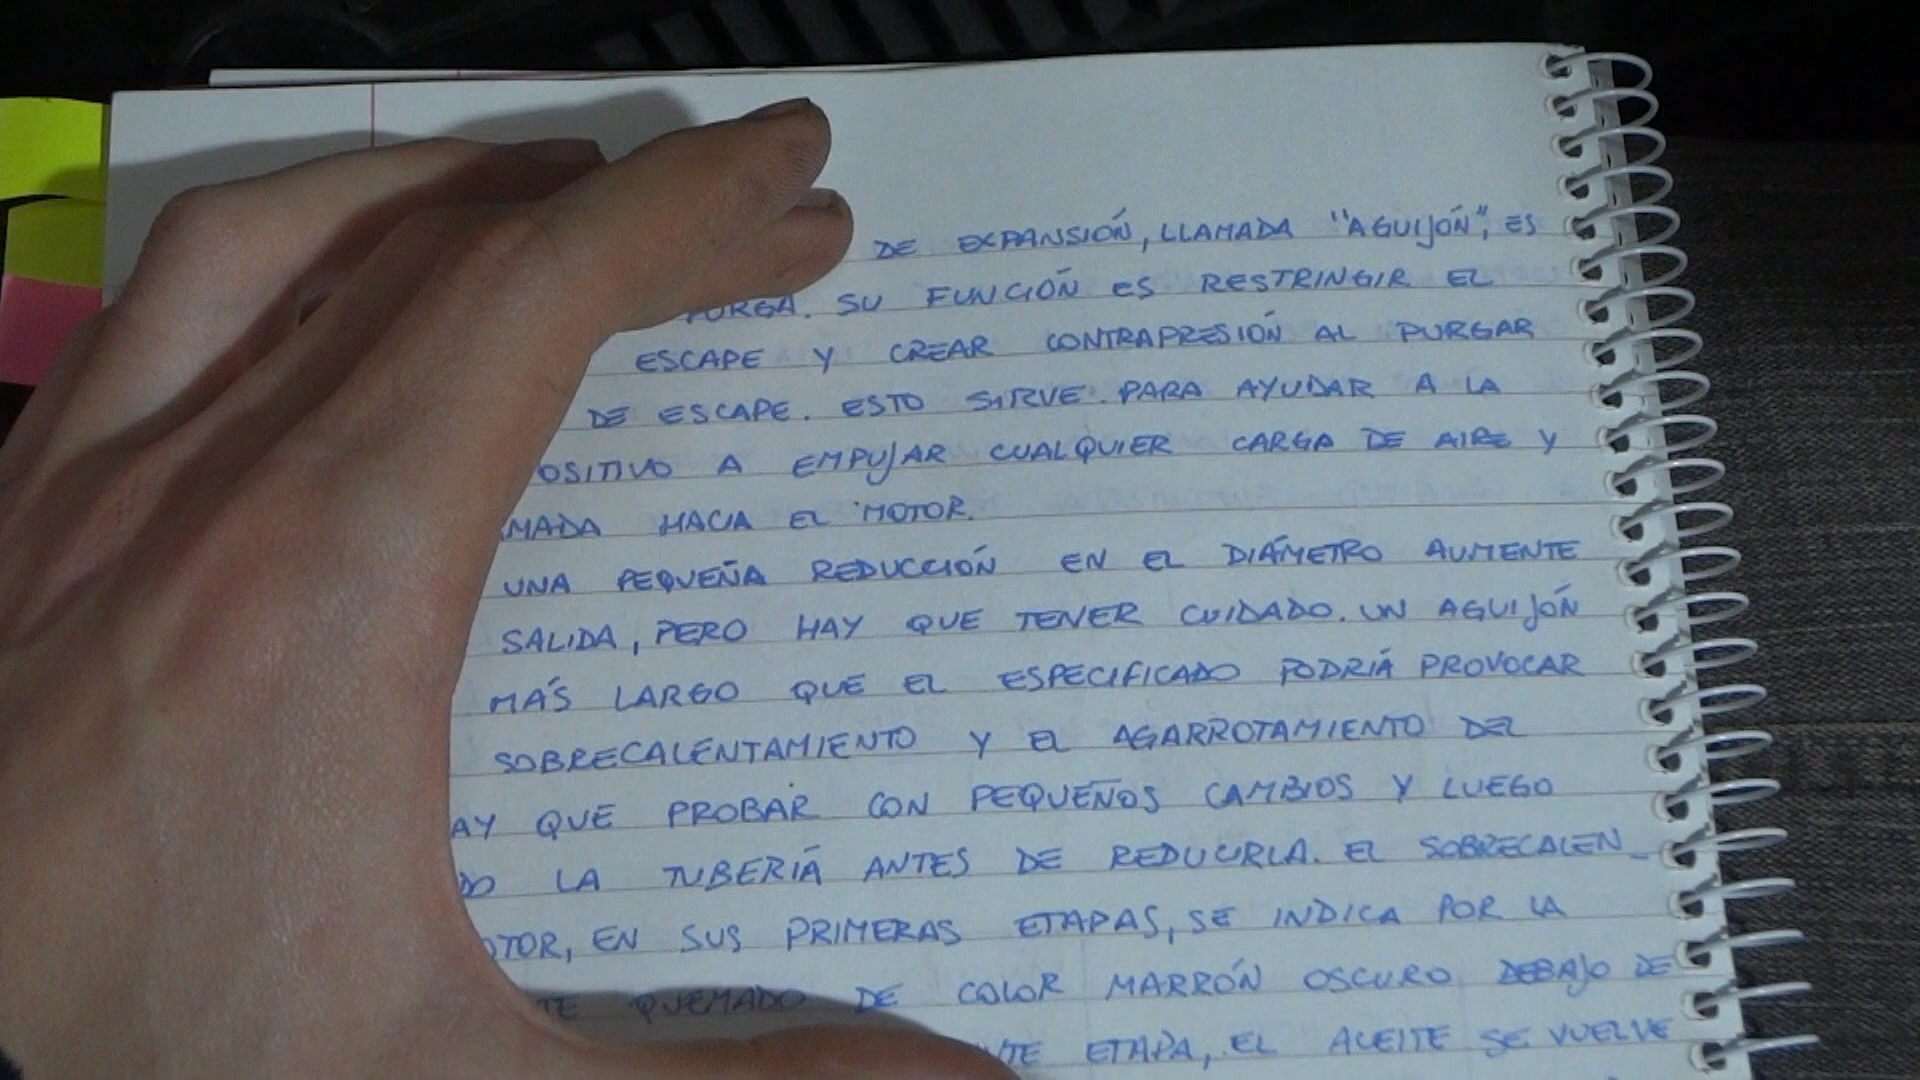 DE EXPANSIÓN, LLAMADA "AGUIJÓN", ES
PURGA. SU FUNCIÓN ES RESTRINGIR EL
ESCAPE Y CREAR CONTRAPRESIÓN AL PURGAR
DE ESCAPE. ESTO SIRVE PARA AYUDAR A LA
OSITIVO A EMPUJAR CUALQUIER CARGA DE AIRE Y
MADA HACIA EL MOTOR.
UNA PEQUEÑA REDUCCIÓN EN EL DIÁMETRO AUMENTE
SALIDA, PERO HAY QUE TENER CUIDADO. UN AGUIJÓN
MÁS LARGO QUE EL ESPECIFICADO PODRÍA PROVOCAR
SOBRECALENTAMIENTO Y EL AGARROTAMIENTO DEL
AY QUE PROBAR CON PEQUEÑOS CAMBIOS Y LUEGO
DO LA TUBERÍA ANTES DE REDUCIRLA. EL SOBRECALEN-
OTOR, EN SUS PRIMERAS ETAPAS, SE INDICA POR LA
TE QUEMADO DE COLOR MARRÓN OSCURO DEBAJO DE
NTE ETAPA, EL ACEITE SE VUELVE